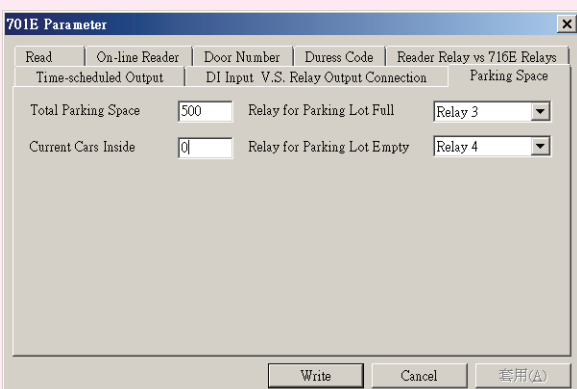 701E Parameter
Read On-line Reader Door Number Duress Code Reader Relay vs 716E Relays
Time-scheduled Output DI Input V.S. Relay Output Connection Parking Space
Total Parking Space 500 Relay for Parking Lot Full Relay 3
Current Cars Inside 0 Relay for Parking Lot Empty Relay 4
Write Cancel 套用(A)